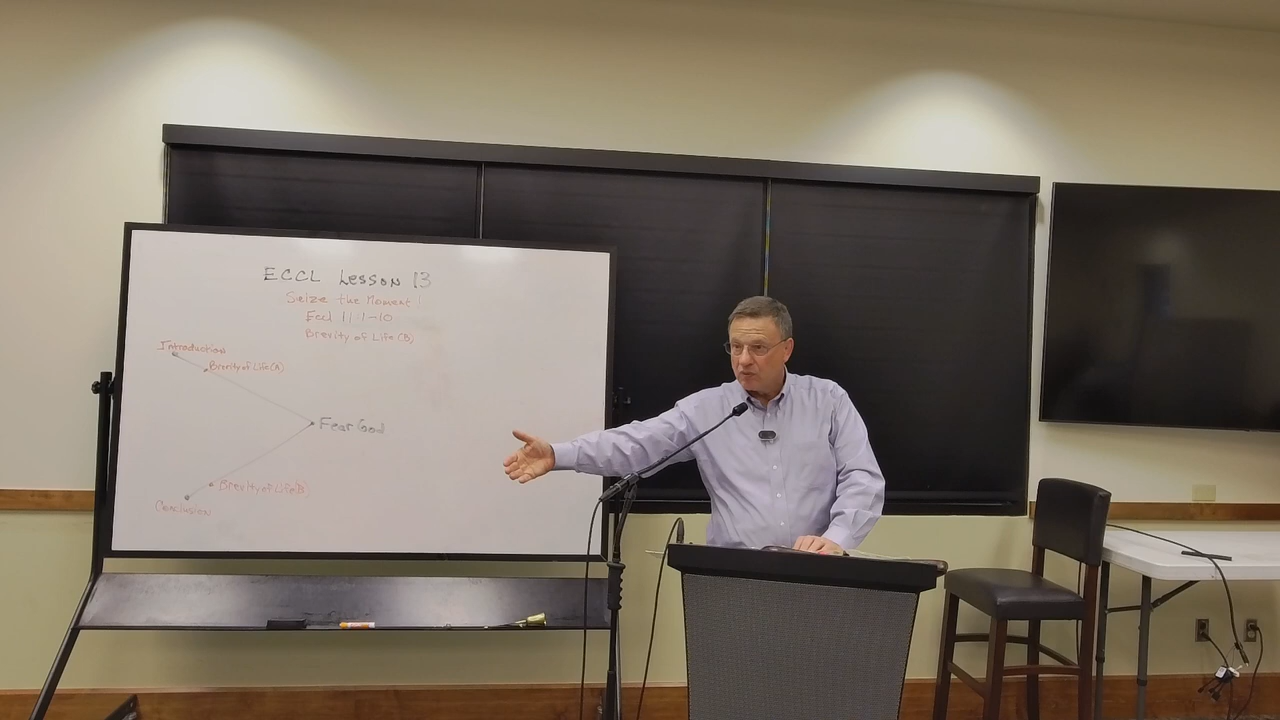 ECCL Lesson 13
Seize the Moment!
Eccl 11:1-10
Brevity of Life (B)
Introduction
Brevity of Life (A)
Fear God
Brevity of Life (B)
Conclusion